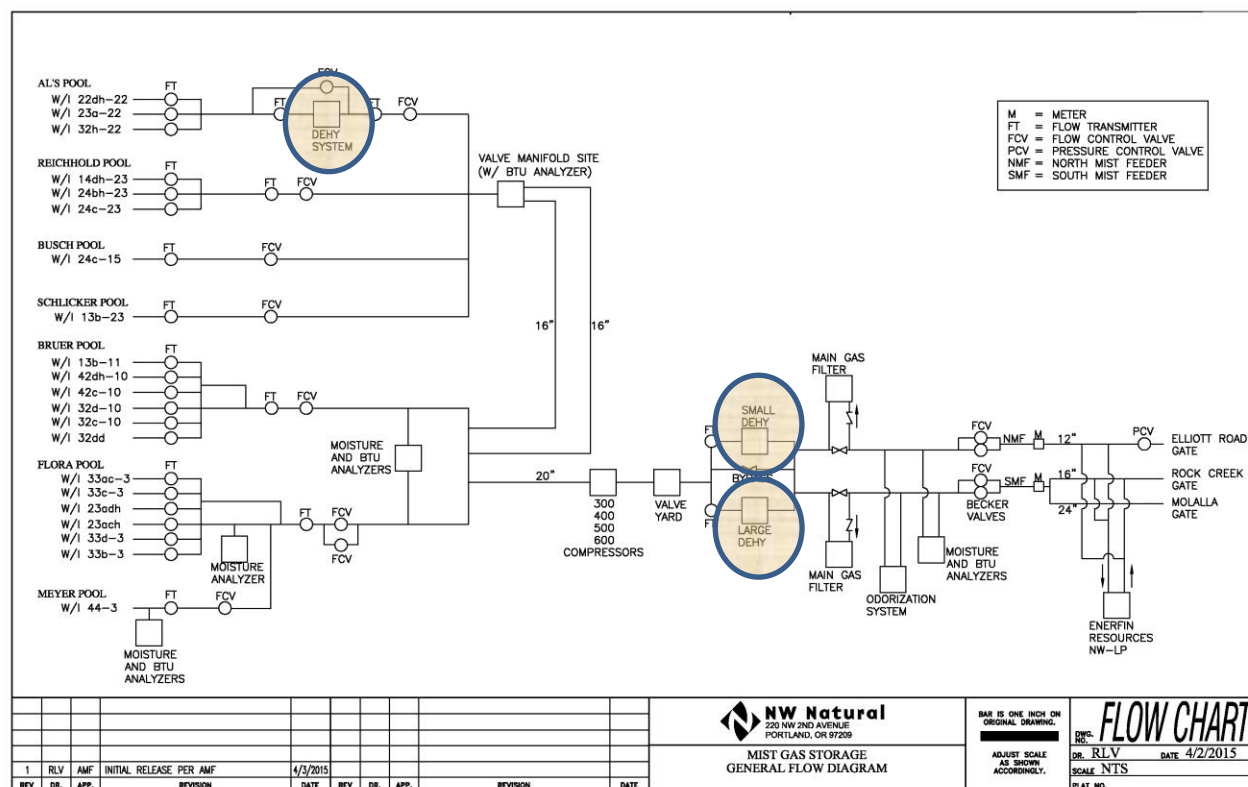 AL'S POOL
FT
W/I 22dh-22
W/I 23a-22
W/I 32h-22
FCV
FT
DEHY
SYSTEM
FT
FCV
REICHHOLD POOL
W/I 14dh-23
W/I 24bh-23
W/I 24c-23
FT
FT
FCV
VALVE MANIFOLD SITE
(W/ BTU ANALYZER)
BUSCH POOL
W/I 24c-15
FT
FCV
SCHLICKER POOL
W/I 13b-23
FT
FCV
16"
16"
BRUER POOL
W/I 13b-11
W/I 42dh-10
W/I 42c-10
W/I 32d-10
W/I 32c-10
W/I 32dd
FT
FT
FCV
MOISTURE
AND BTU
ANALYZERS
FLORA POOL
W/I 33ac-3
W/I 33c-3
W/I 23adh
W/I 23ach
W/I 33d-3
W/I 33b-3
FT
FT
FCV
FCV
MOISTURE
ANALYZER
MEYER POOL
W/I 44-3
FT
FCV
MOISTURE
AND BTU
ANALYZERS
20"
300
400
500
600
COMPRESSORS
VALVE
YARD
SMALL
DEHY
LARGE
DEHY
MAIN GAS
FILTER
MAIN GAS
FILTER
ODORIZATION
SYSTEM
MOISTURE
AND BTU
ANALYZERS
FCV
NMF
M
12"
FCV
SMF
M
BECKER
VALVES
16"
24"
PCV
ELLIOTT ROAD
GATE
ROCK CREEK
GATE
MOLALLA
GATE
ENERFIN
RESOURCES
NW-LP
M = METER
FT = FLOW TRANSMITTER
FCV = FLOW CONTROL VALVE
PCV = PRESSURE CONTROL VALVE
NMF = NORTH MIST FEEDER
SMF = SOUTH MIST FEEDER
1 RLV AMF INITIAL RELEASE PER AMF 4/3/2015
REV DR. APP. REVISION DATE REV DR. APP. REVISION DATE
NW Natural
220 NW 2ND AVENUE
PORTLAND, OR 97209
MIST GAS STORAGE
GENERAL FLOW DIAGRAM
BAR IS ONE INCH ON
ORIGINAL DRAWING.
ADJUST SCALE
AS SHOWN
ACCORDINGLY.
DWG. NO. FLOW CHART
DR. RLV DATE 4/2/2015
SCALE NTS
PLAT NO.